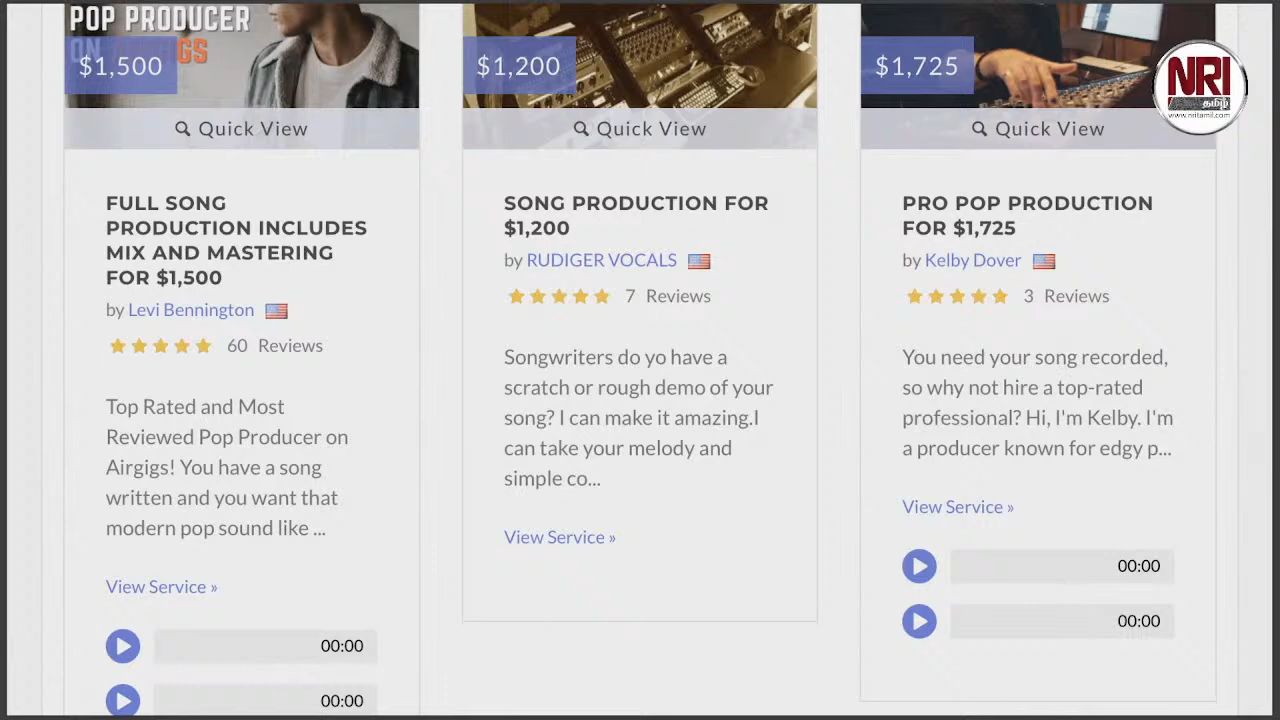 POP PRODUCER
ON AIRGIGS
$1,500
Quick View
FULL SONG
PRODUCTION INCLUDES
MIX AND MASTERING
FOR $1,500
by Levi Bennington
60 Reviews
Top Rated and Most
Reviewed Pop Producer on
Airgigs! You have a song
written and you want that
modern pop sound like ...
View Service »
00:00
00:00
$1,200
Quick View
SONG PRODUCTION FOR
$1,200
by RUDIGER VOCALS
7 Reviews
Songwriters do yo have a
scratch or rough demo of your
song? I can make it amazing.I
can take your melody and
simple co...
View Service »
$1,725
Quick View
PRO POP PRODUCTION
FOR $1,725
by Kelby Dover
3 Reviews
You need your song recorded,
so why not hire a top-rated
professional? Hi, I'm Kelby. I'm
a producer known for edgy p...
View Service »
00:00
00:00
NRI
தமிழ்
www.nritamil.com